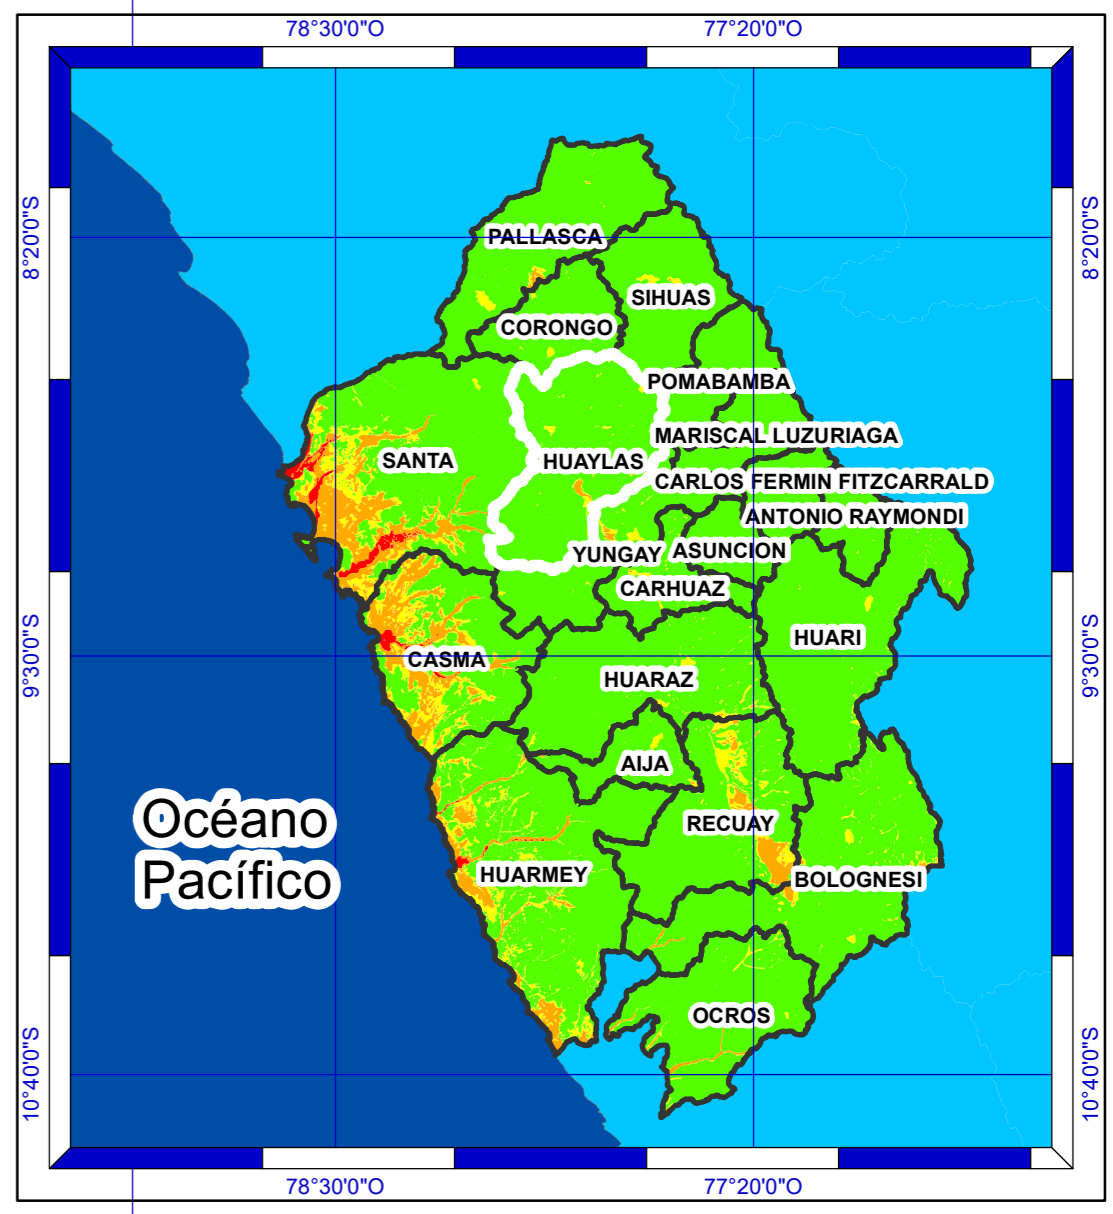 78°30'0"O
77°20'0"O
8°20'0"S
8°20'0"S
PALLASCA
SIHUAS
CORONGO
POMABAMBA
MARISCAL LUZURIAGA
SANTA
HUAYLAS
CARLOS FERMIN FITZCARRALD
ANTONIO RAYMONDI
YUNGAY
ASUNCION
CARHUAZ
HUARI
9°30'0"S
9°30'0"S
CASMA
HUARAZ
AIJA
Océano
Pacífico
RECUAY
HUARMEY
BOLOGNESI
OCROS
10°40'0"S
10°40'0"S
78°30'0"O
77°20'0"O